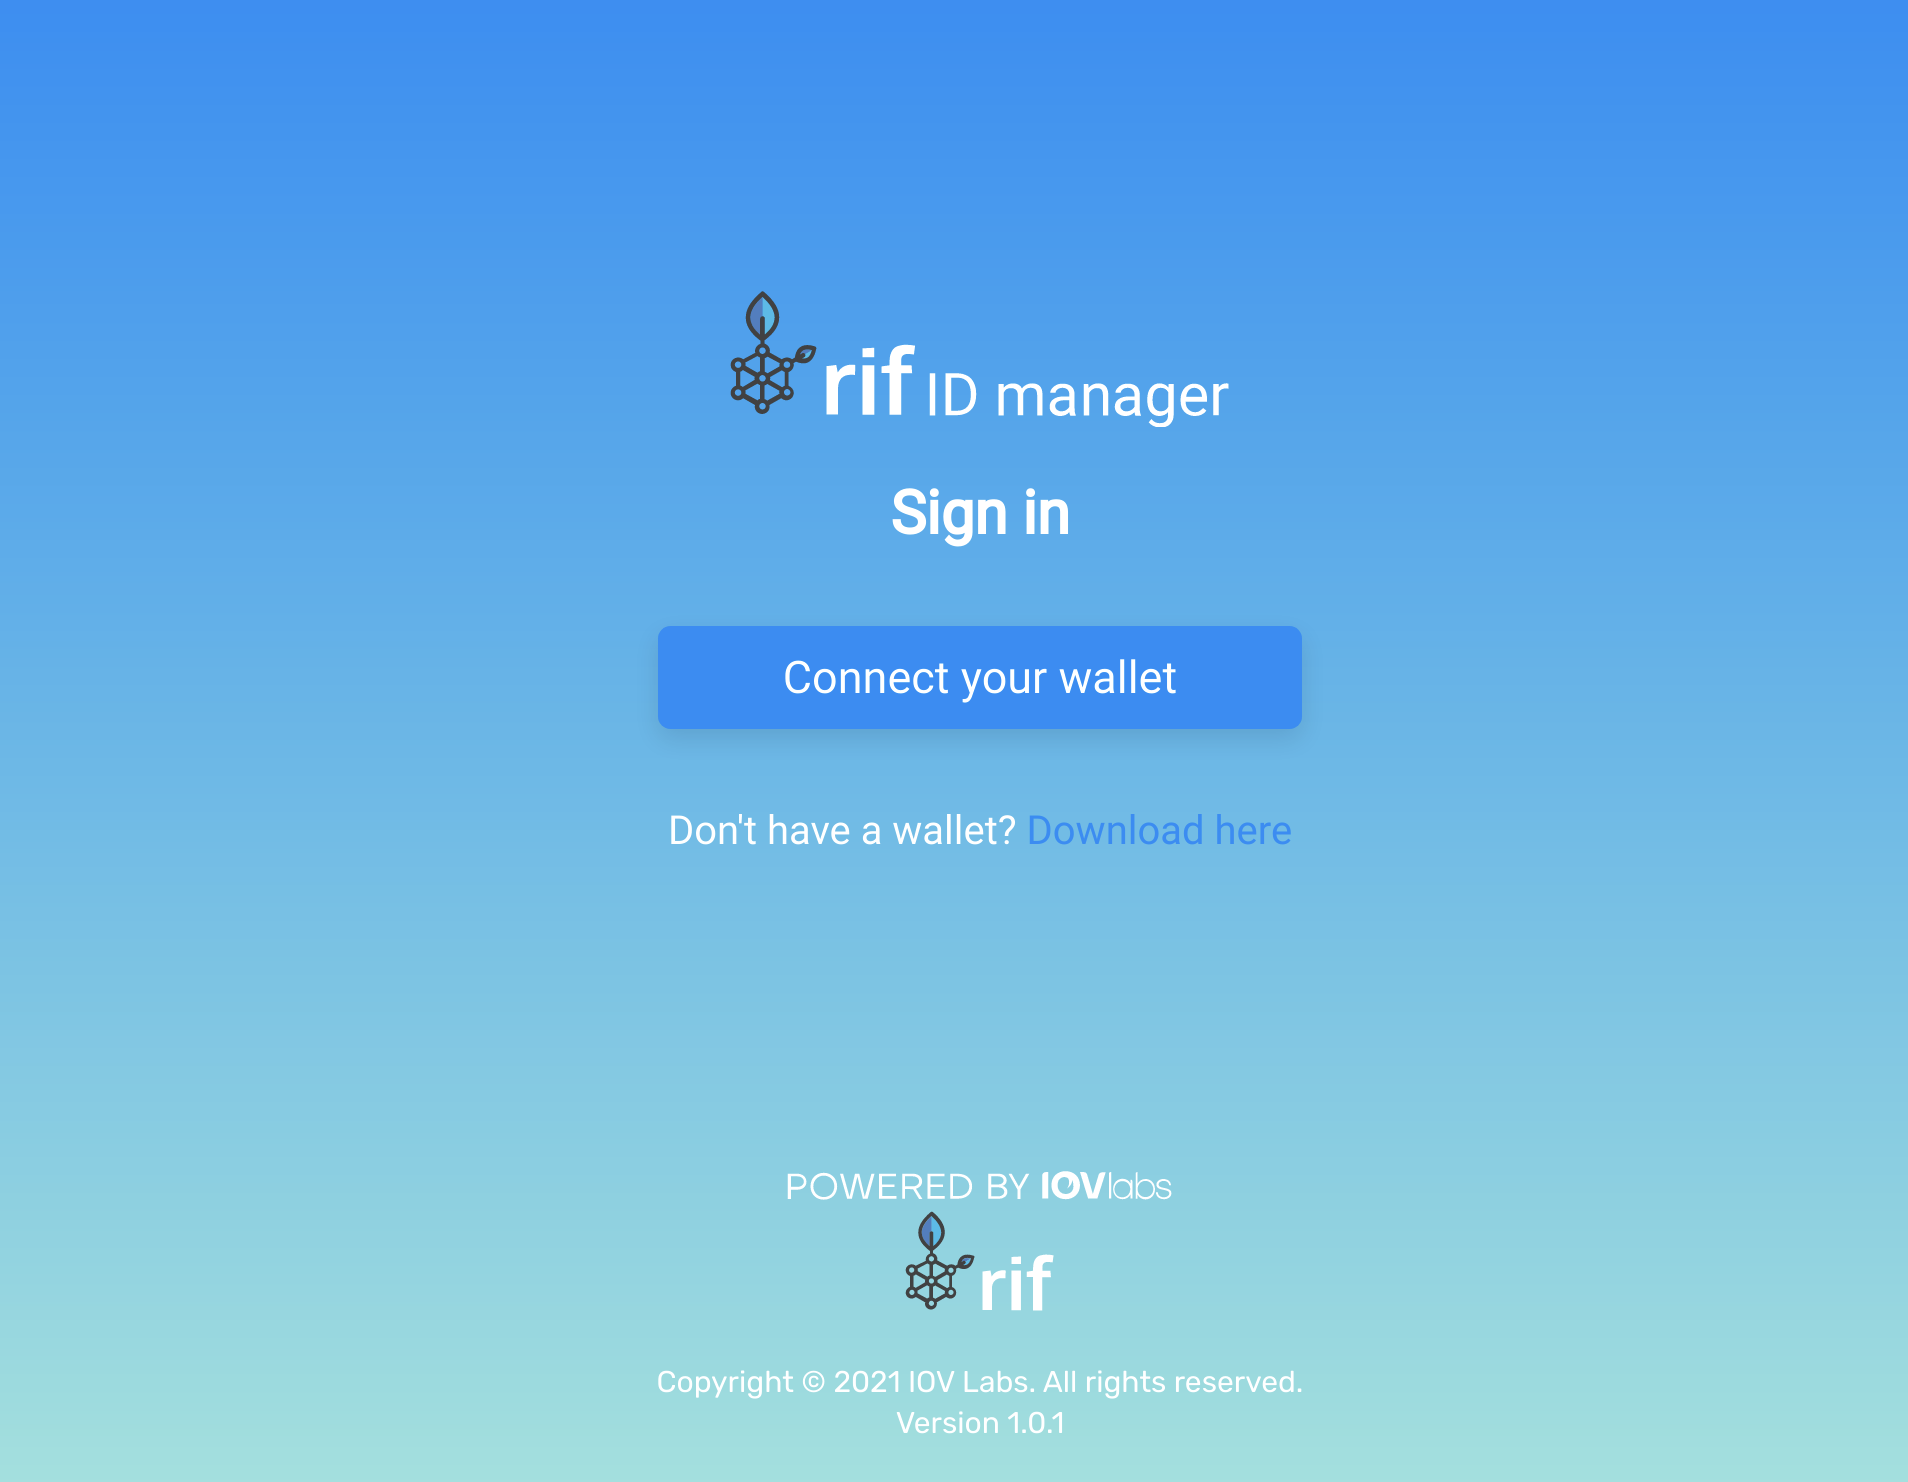 rif ID manager
Sign in
Connect your wallet
Don't have a wallet? Download here
POWERED BY IOVlabs
rif
Copyright © 2021 IOV Labs. All rights reserved.
Version 1.0.1